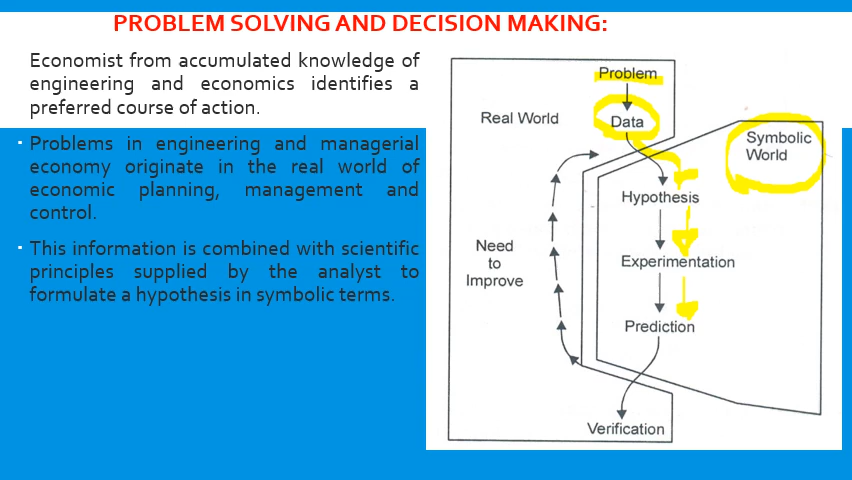 PROBLEM SOLVING AND DECISION MAKING:
Economist from accumulated knowledge of
engineering and economics identifies a
preferred course of action.
▪ Problems in engineering and managerial
economy originate in the real world of
economic planning, management and
control.
▪ This information is combined with scientific
principles supplied by the analyst to
formulate a hypothesis in symbolic terms.
Problem
Real World
Data
Symbolic
World
Hypothesis
Need
to
Improve
Experimentation
Prediction
Verification